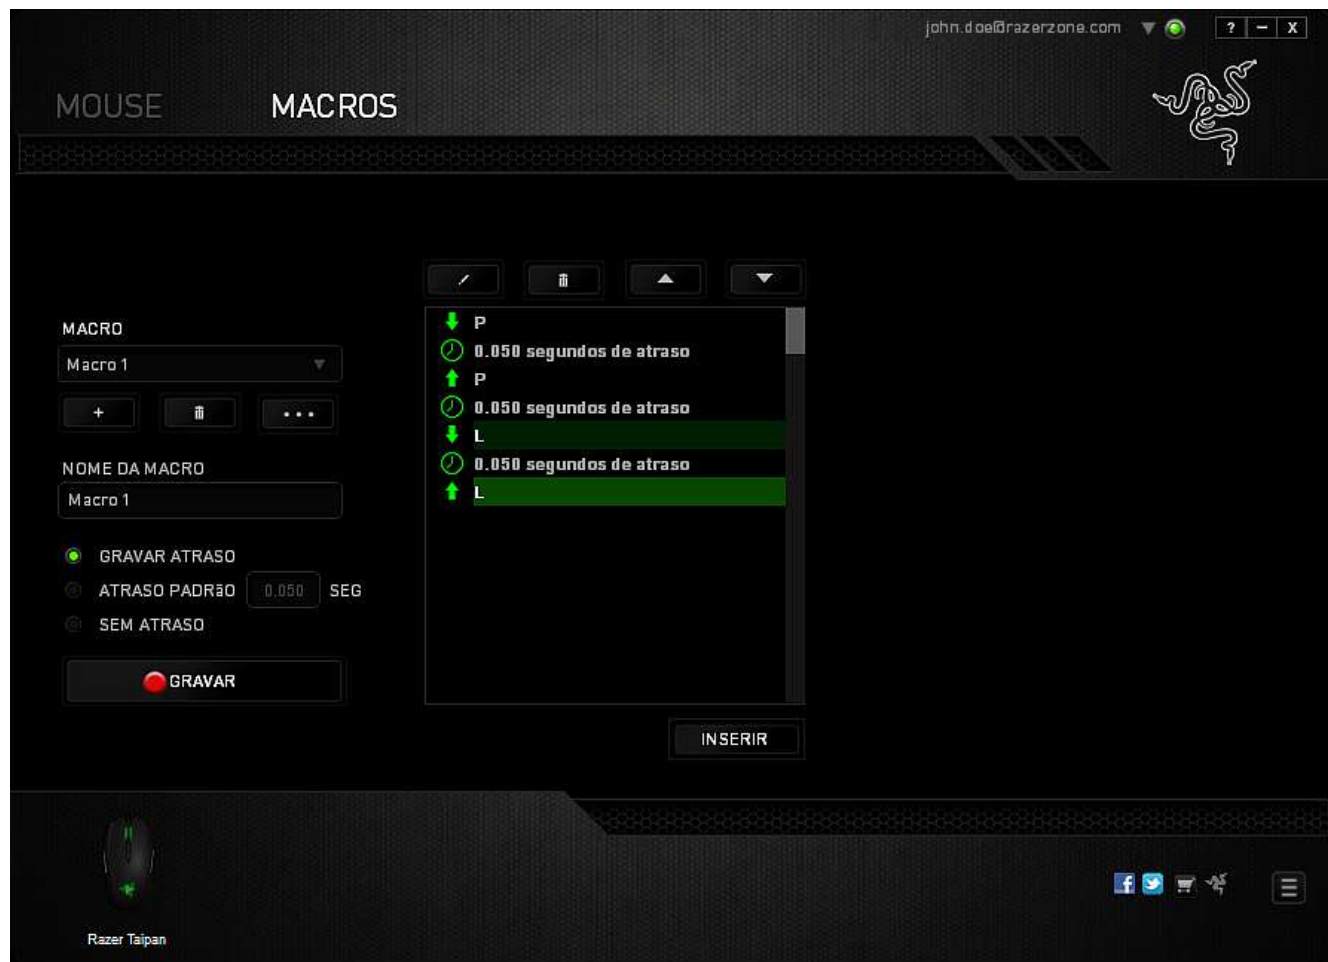 john.doe@razerzone.com
? – X
MOUSE MACROS
MACRO
Macro 1
+
...
NOME DA MACRO
Macro 1
GRAVAR ATRASO
ATRASO PADRãO 0.050 SEG
SEM ATRASO
GRAVAR
P
0.050 segundos de atraso
P
0.050 segundos de atraso
L
0.050 segundos de atraso
L
INSERIR
Razer Taipan